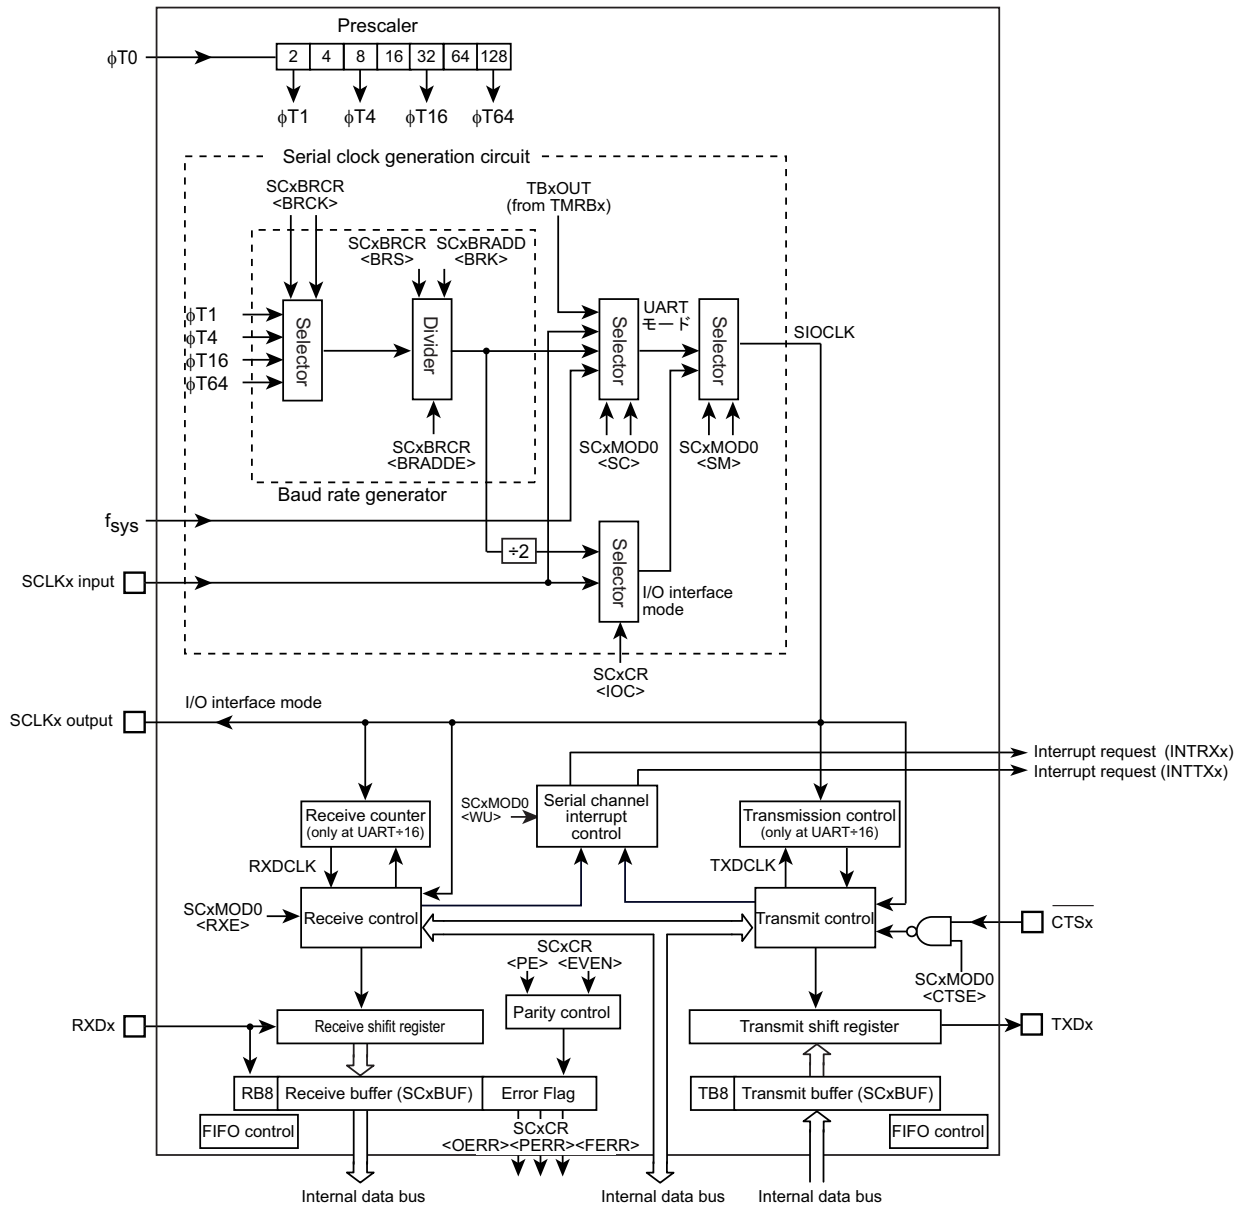 Prescaler
ϕT0
2 4 8 16 32 64 128
ϕT1 ϕT4 ϕT16 ϕT64
Serial clock generation circuit
SCxBRCR
<BRCK>
TBxOUT
(from TMRBx)
SCxBRCR
<BRS>
SCxBRADD
<BRK>
ϕT1
ϕT4
ϕT16
ϕT64
Selector
Divider
Selector
UART
モード
Selector
SIOCLK
SCxBRCR
<BRADDE>
SCxMOD0
<SC>
SCxMOD0
<SM>
Baud rate generator
fsys
÷2
Selector
SCLKx input
I/O interface
mode
SCxCR
<IOC>
I/O interface mode
SCLKx output
Interrupt request (INTRXx)
Interrupt request (INTTXx)
Receive counter
(only at UART÷16)
SCxMOD0
<WU>
Serial channel
interrupt
control
Transmission control
(only at UART÷16)
RXDCLK
TXDCLK
SCxMOD0
<RXE>
Receive control
Transmit control
CTSx
SCxMOD0
<CTSE>
SCxCR
<PE> <EVEN>
Parity control
RXDx
Receive shifit register
Transmit shift register
TXDx
RB8 Receive buffer (SCxBUF) Error Flag
TB8 Transmit buffer (SCxBUF)
FIFO control
SCxCR
<OERR><PERR><FERR>
FIFO control
Internal data bus
Internal data bus
Internal data bus